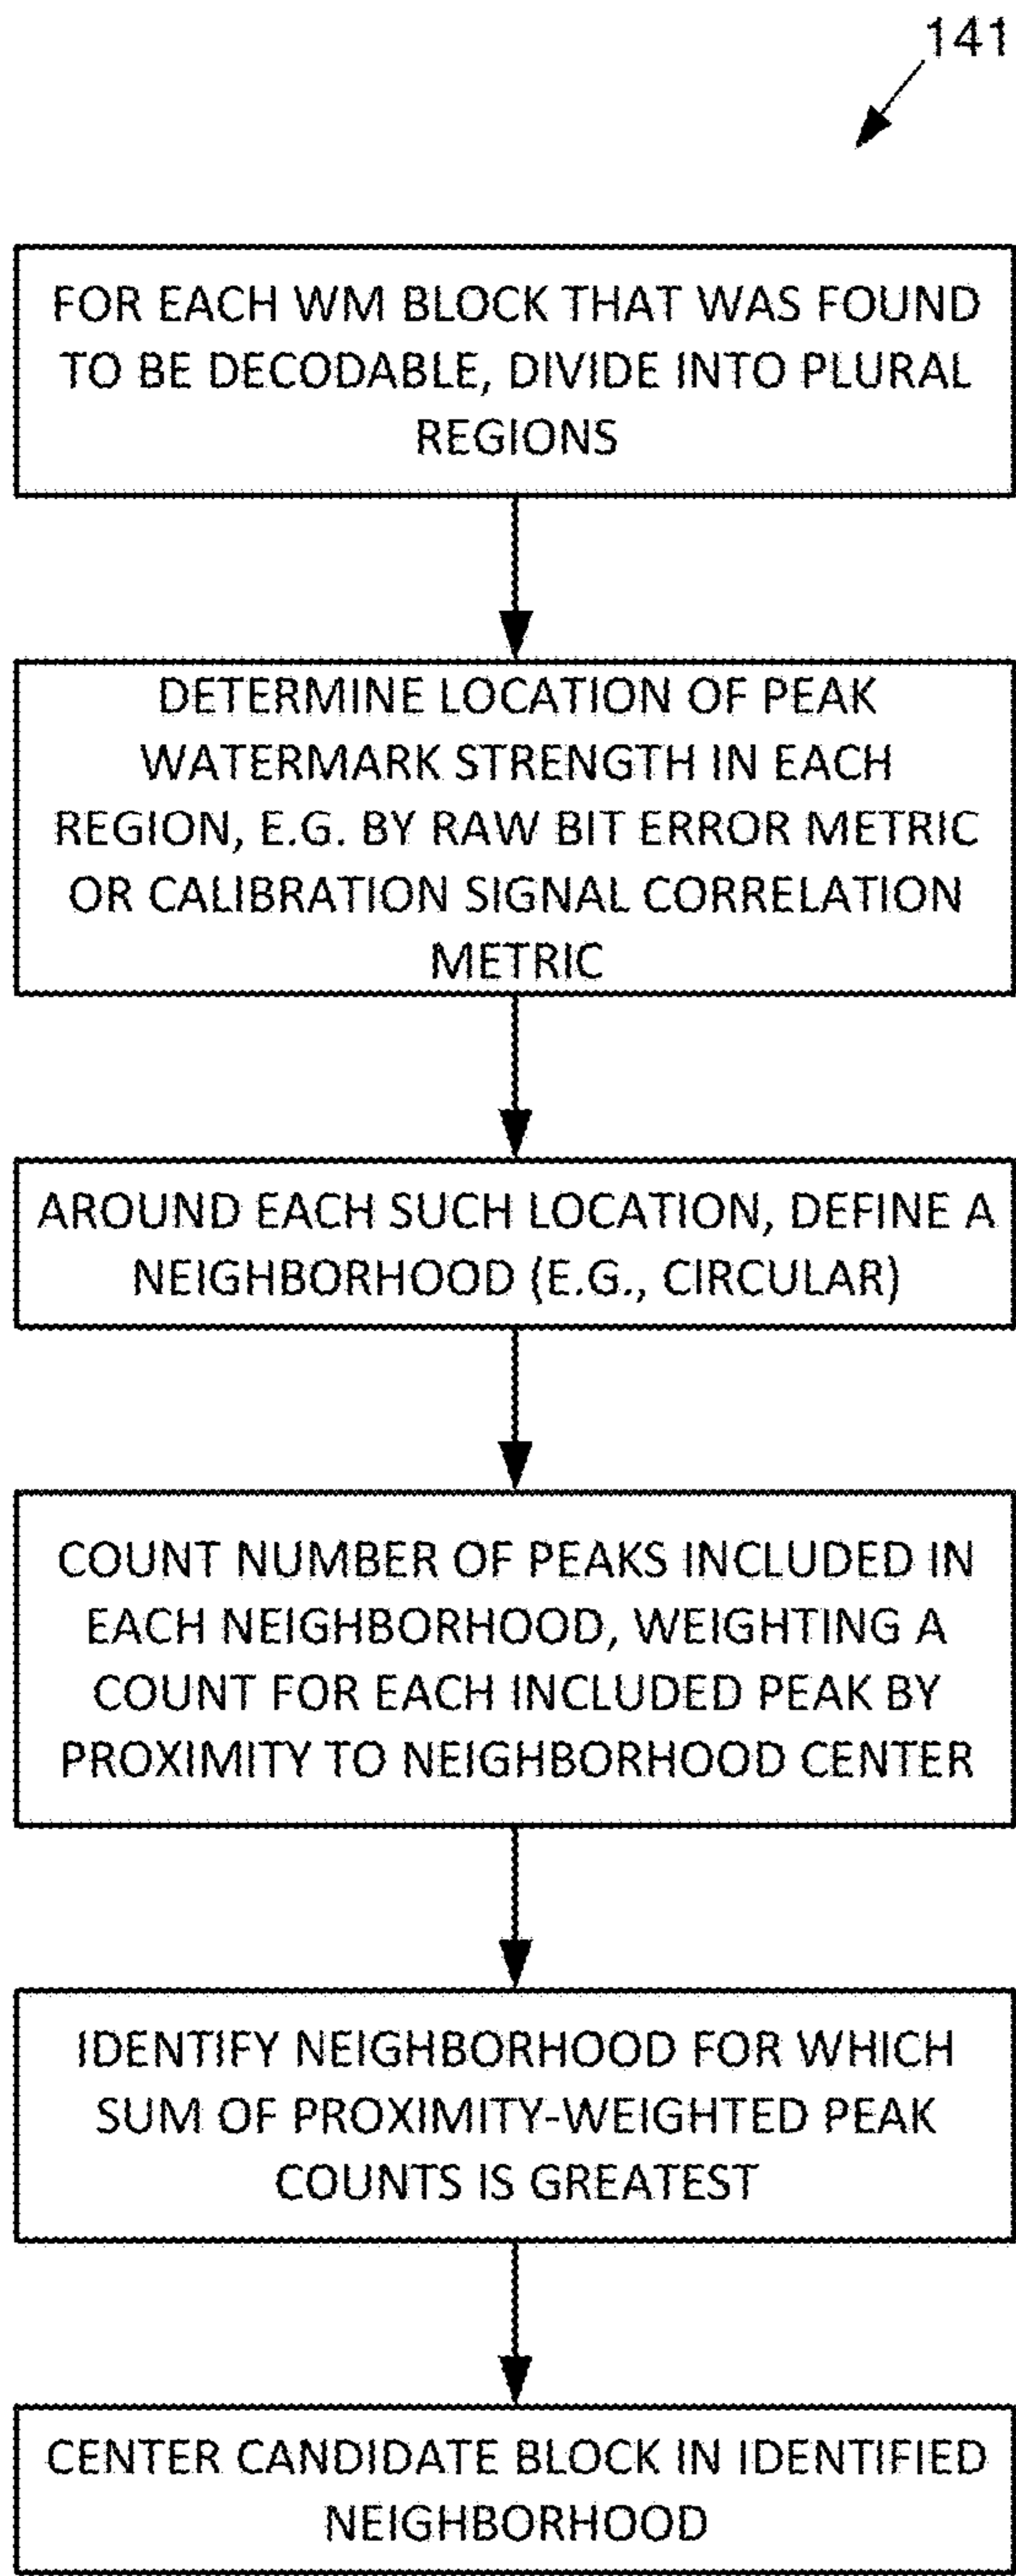 141
FOR EACH WM BLOCK THAT WAS FOUND
TO BE DECODABLE, DIVIDE INTO PLURAL
REGIONS
DETERMINE LOCATION OF PEAK
WATERMARK STRENGTH IN EACH
REGION, E.G. BY RAW BIT ERROR METRIC
OR CALIBRATION SIGNAL CORRELATION
METRIC
AROUND EACH SUCH LOCATION, DEFINE A
NEIGHBORHOOD (E.G., CIRCULAR)
COUNT NUMBER OF PEAKS INCLUDED IN
EACH NEIGHBORHOOD, WEIGHTING A
COUNT FOR EACH INCLUDED PEAK BY
PROXIMITY TO NEIGHBORHOOD CENTER
IDENTIFY NEIGHBORHOOD FOR WHICH
SUM OF PROXIMITY-WEIGHTED PEAK
COUNTS IS GREATEST
CENTER CANDIDATE BLOCK IN IDENTIFIED
NEIGHBORHOOD